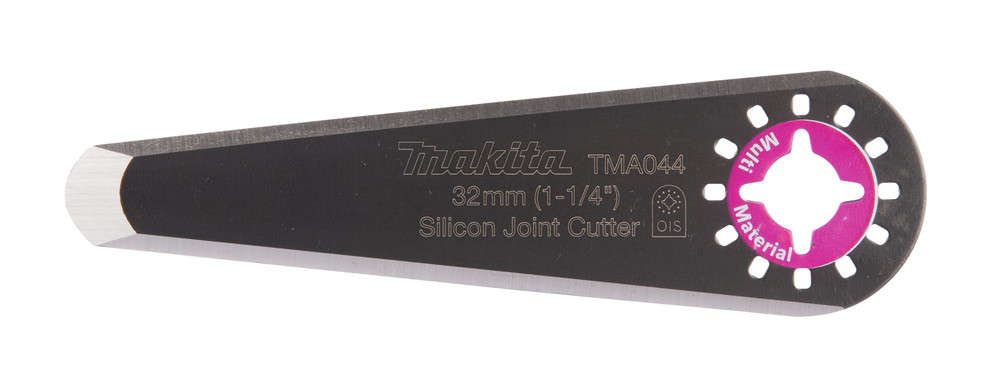 Makita TMA044
32mm (1-1/4")
Silicon Joint Cutter
OIS
Multi
Material